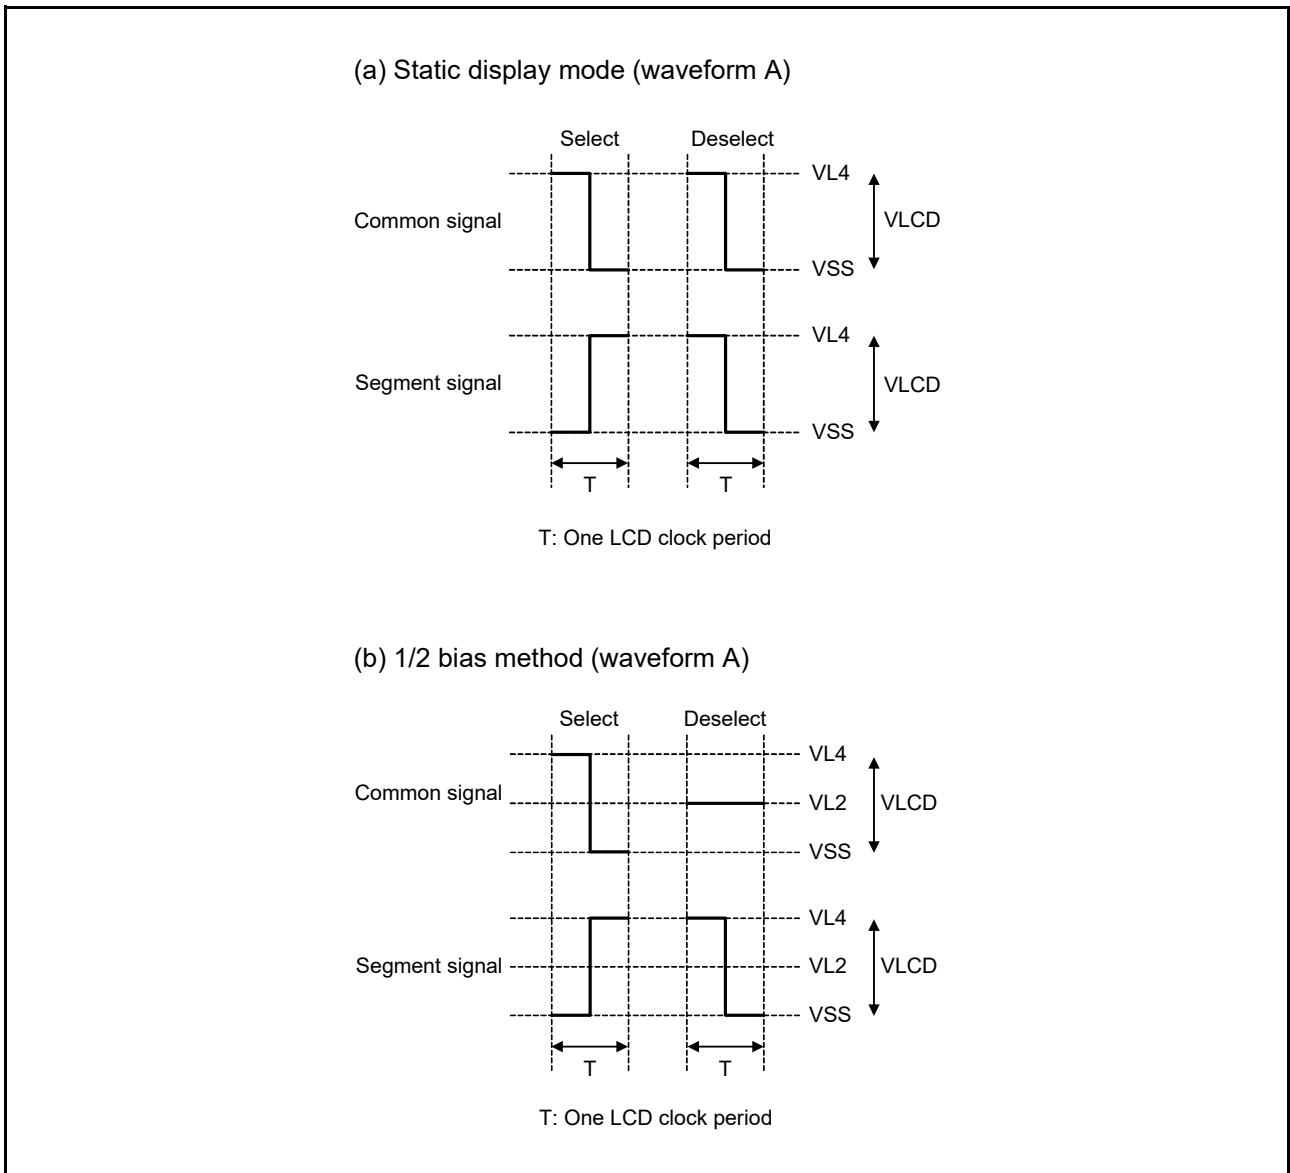 (a) Static display mode (waveform A)
Select Deselect
VL4
Common signal VLCD
VSS
VL4
Segment signal VLCD
VSS
T T
T: One LCD clock period
(b) 1/2 bias method (waveform A)
Select Deselect
VL4
Common signal VL2 VLCD
VSS
VL4
Segment signal VL2 VLCD
VSS
T T
T: One LCD clock period